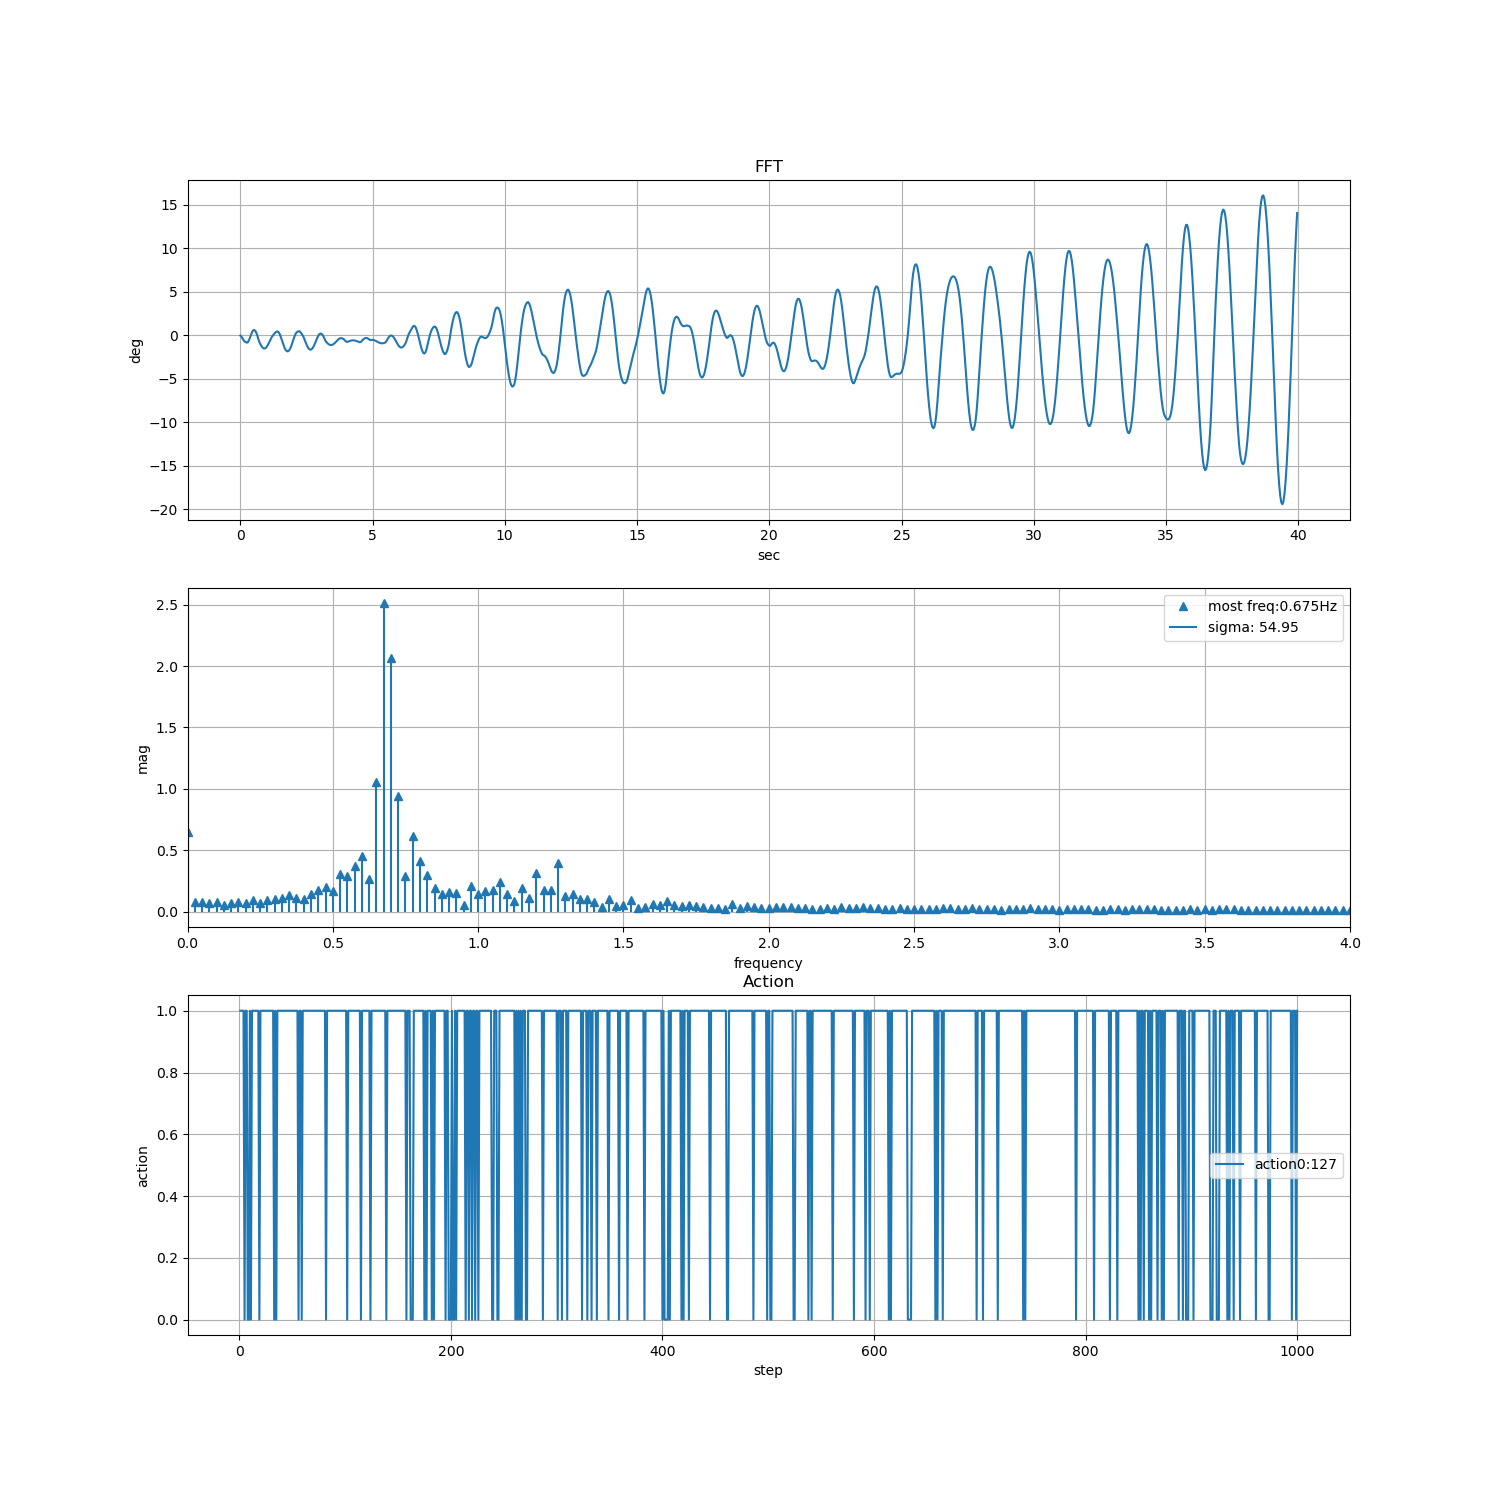 FFT
15
10
5
0
−5
−10
−15
−20
deg
0 5 10 15 20 25 30 35 40
sec
2.5
2.0
1.5
1.0
0.5
0.0
mag
most freq:0.675Hz
sigma: 54.95
0.0 0.5 1.0 1.5 2.0 2.5 3.0 3.5 4.0
frequency
Action
1.0
0.8
0.6
0.4
0.2
0.0
action
action0:127
0 200 400 600 800 1000
step